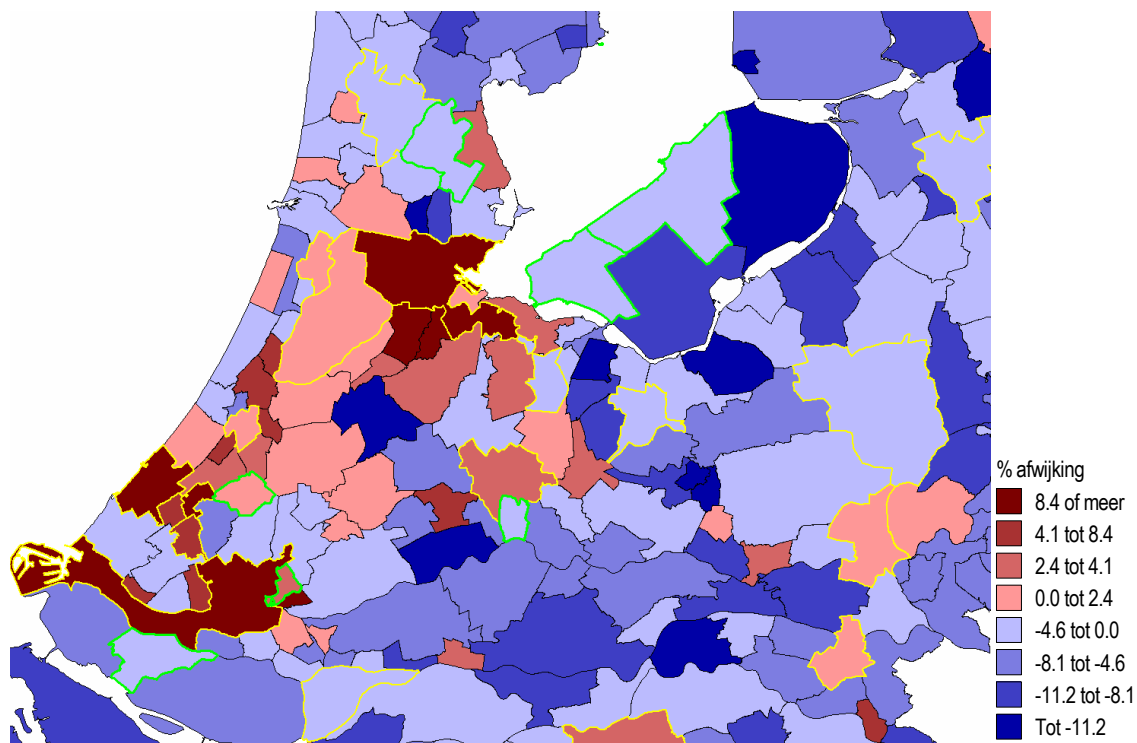 % afwijking
8.4 of meer
4.1 tot 8.4
2.4 tot 4.1
0.0 tot 2.4
-4.6 tot 0.0
-8.1 tot -4.6
-11.2 tot -8.1
Tot -11.2